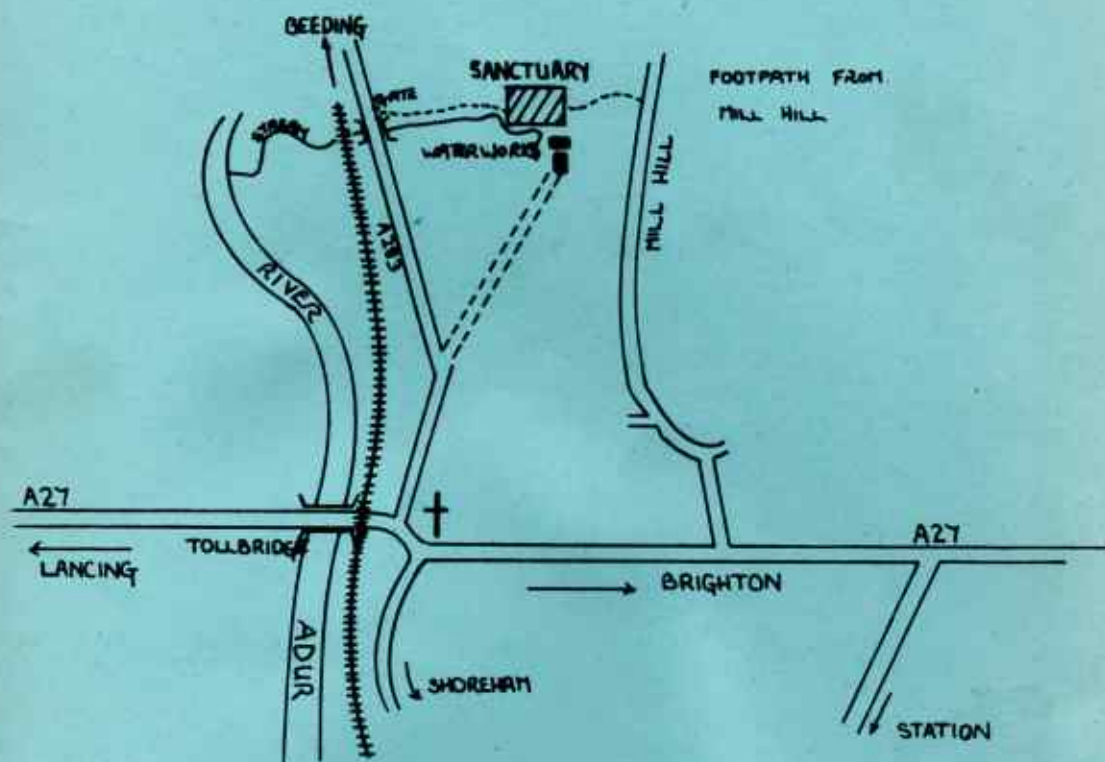 BEEDING
SANCTUARY
FOOTPATH FROM
MILL HILL
GATE
STREAM
WATERWORKS
MILL HILL
A283
RIVER
A27
A27
TOLLBRIDGE
LANCING
BRIGHTON
ADUR
SHOREHAM
STATION